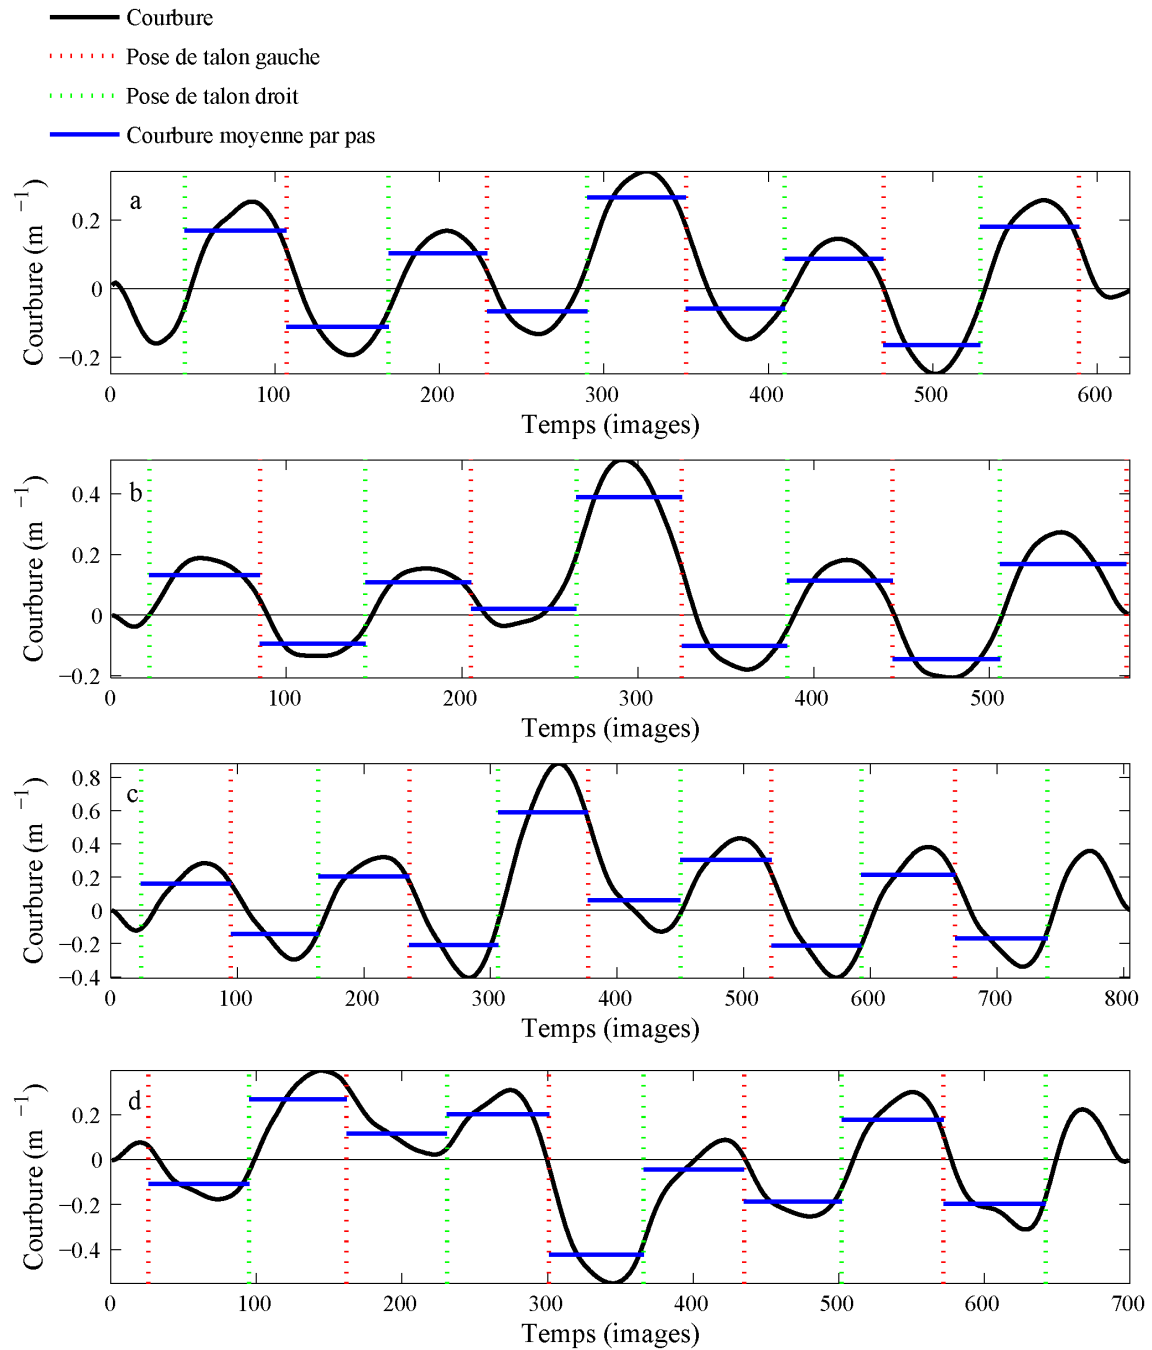 Courbure
Pose de talon gauche
Pose de talon droit
Courbure moyenne par pas
a
Courbure (m −1)
0.2
0
−0.2
0 100 200 300 400 500 600
Temps (images)
b
Courbure (m −1)
0.4
0.2
0
−0.2
0 100 200 300 400 500
Temps (images)
c
Courbure (m −1)
0.8
0.6
0.4
0.2
0
−0.2
−0.4
0 100 200 300 400 500 600 700 800
Temps (images)
d
Courbure (m −1)
0.2
0
−0.2
−0.4
0 100 200 300 400 500 600 700
Temps (images)